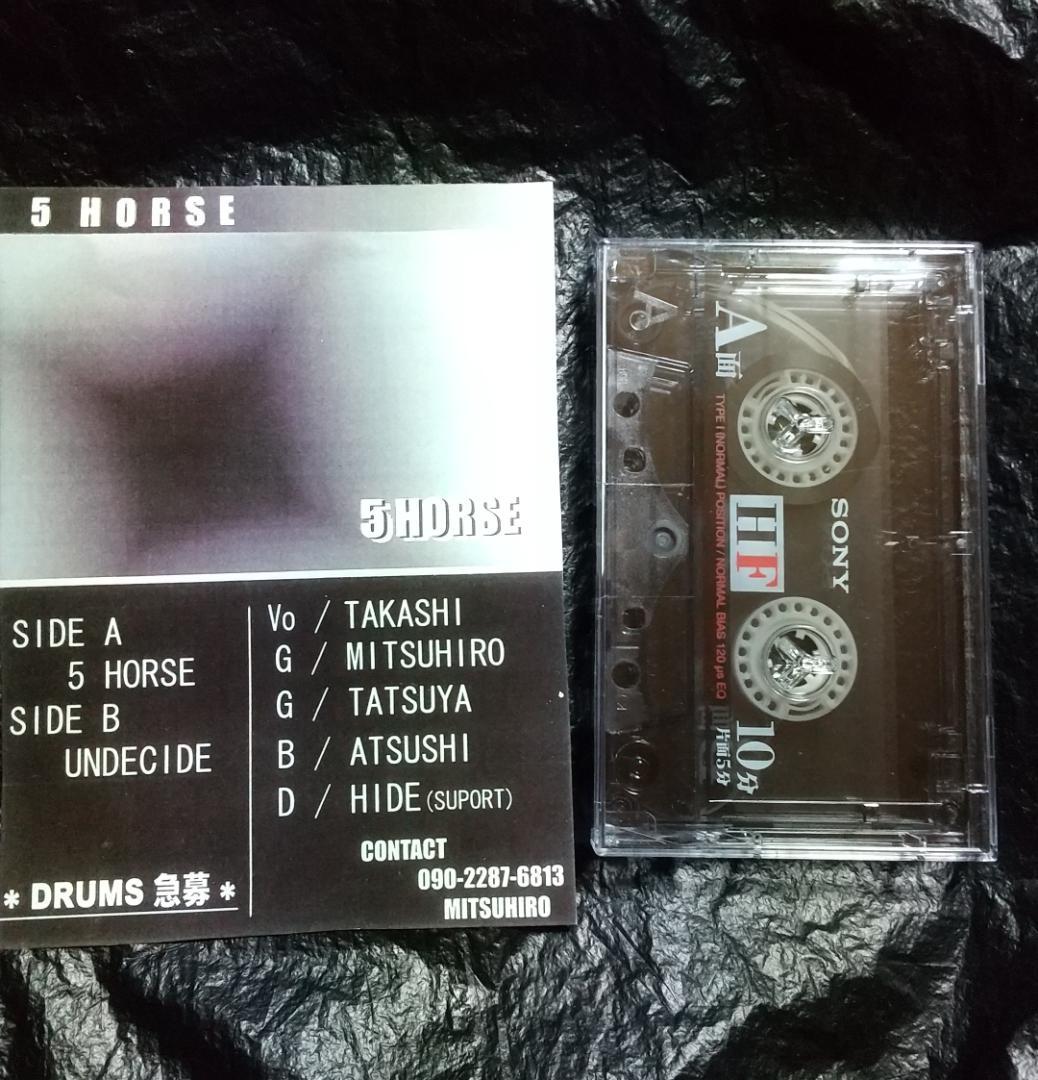 5 HORSE
5HORSE
SIDE A
5 HORSE
SIDE B
UNDECIDE
* DRUMS 急募 *
Vo / TAKASHI
G / MITSUHIRO
G / TATSUYA
B / ATSUSHI
D / HIDE (SUPORT)
CONTACT
090-2287-6813
MITSUHIRO
A
A面
TYPE I (NORMAL) POSITION / NORMAL BIAS 120 μs EQ
HF
SONY
10分
片面5分